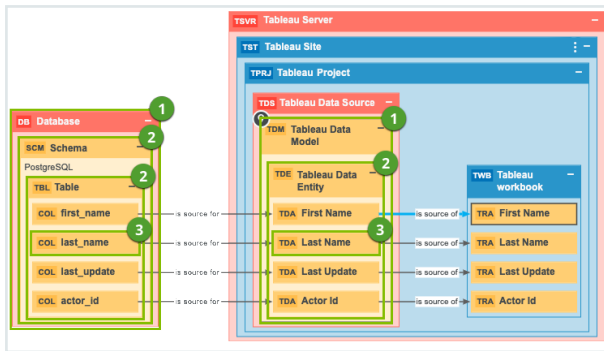 TSVR Tableau Server
TST Tableau Site
TPRJ Tableau Project
TDS Tableau Data Source
1
DB Database
2
SCM Schema
PostgreSQL
2
TBL Table
COL first_name
3
COL last_name
COL last_update
COL actor_id
is source for
is source for
is source for
is source for
1
TDM Tableau Data
Model
2
TDE Tableau Data
Entity
TDA First Name
3
TDA Last Name
TDA Last Update
TDA Actor Id
is source of
is source of
is source of
is source of
TWB Tableau
workbook
TRA First Name
TRA Last Name
TRA Last Update
TRA Actor Id